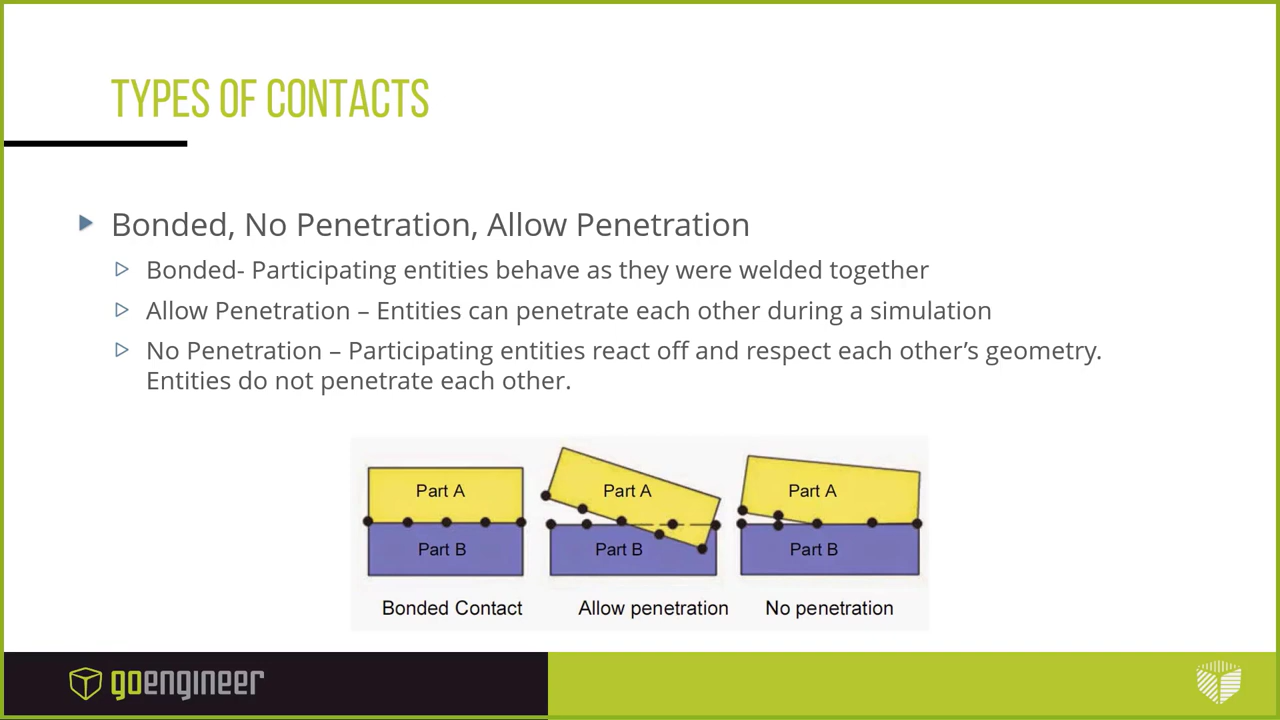 TYPES OF CONTACTS
Bonded, No Penetration, Allow Penetration
Bonded- Participating entities behave as they were welded together
Allow Penetration – Entities can penetrate each other during a simulation
No Penetration – Participating entities react off and respect each other’s geometry.
Entities do not penetrate each other.
Part A
Part B
Bonded Contact
Part A
Part B
Allow penetration
Part A
Part B
No penetration
goengineer